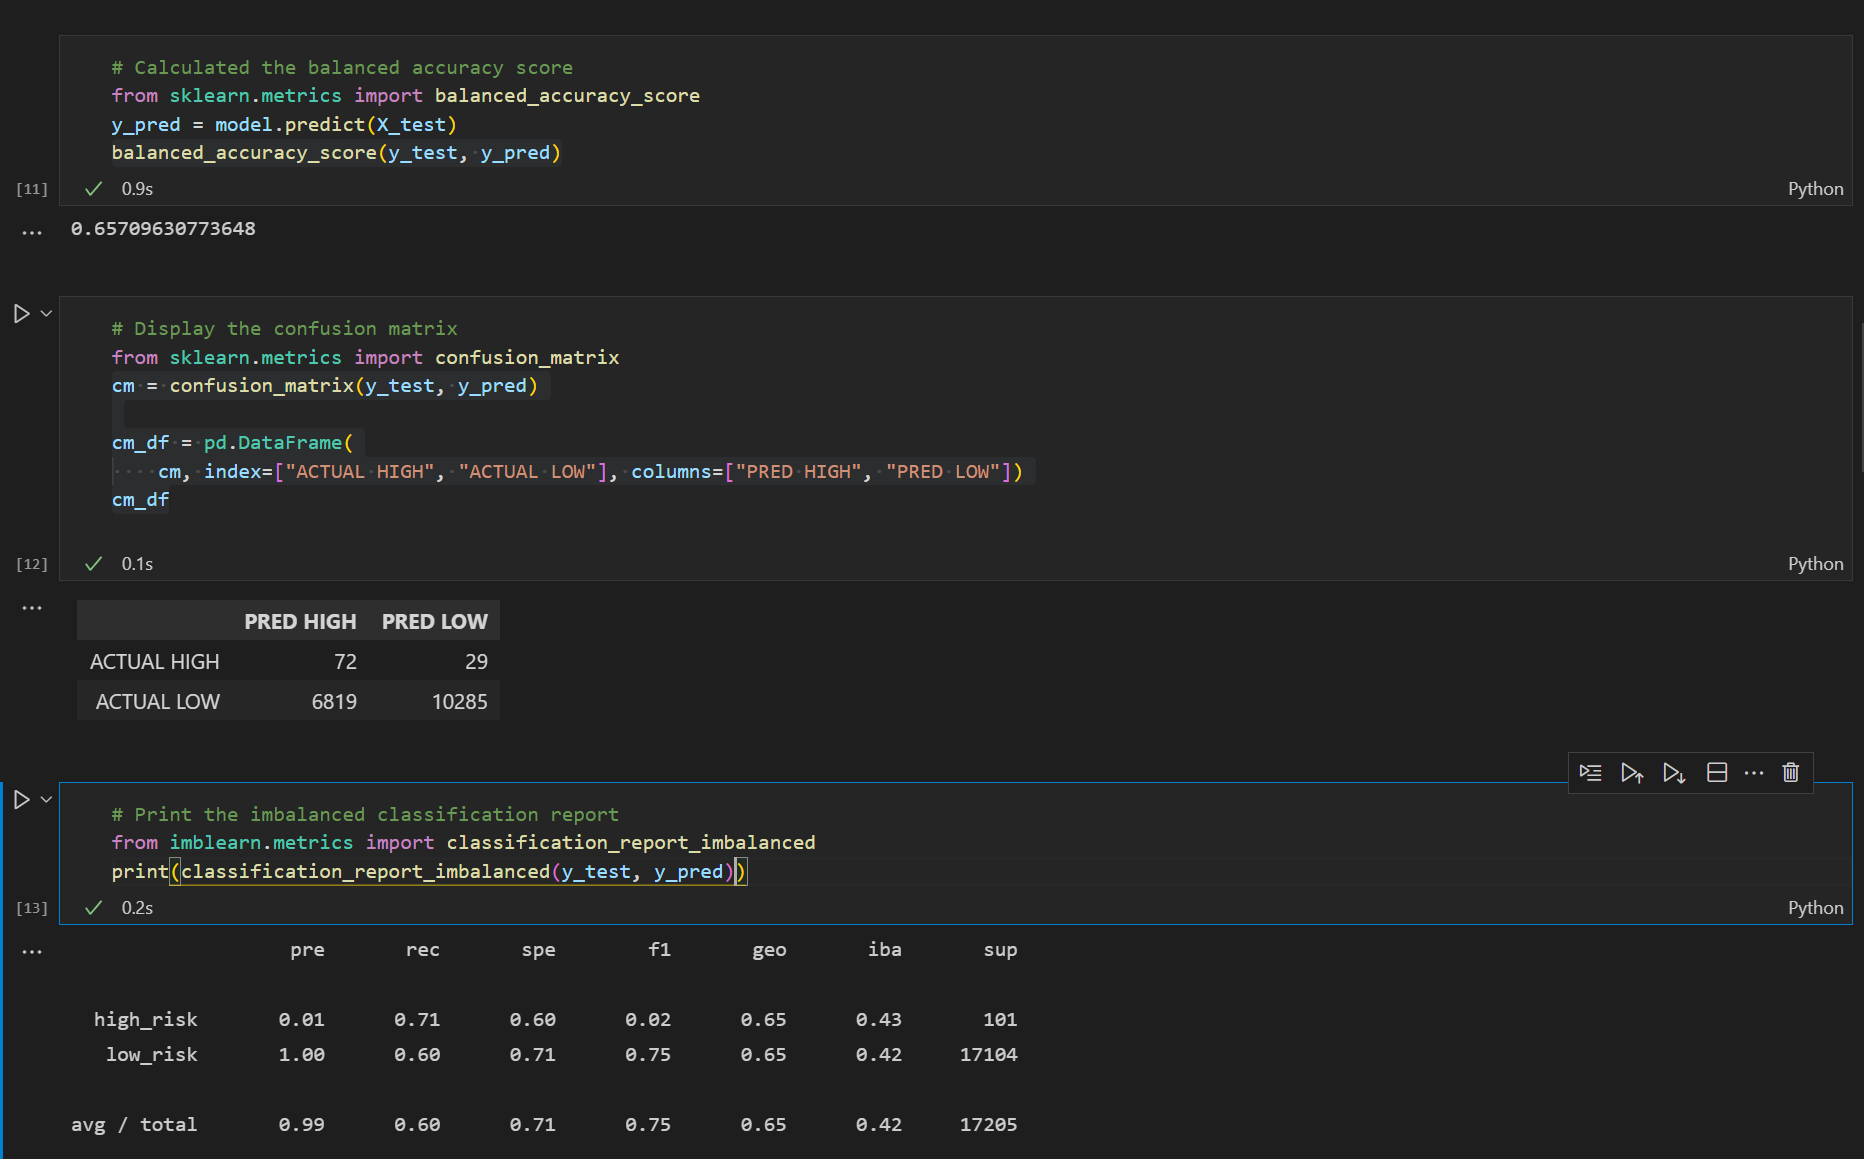 # Calculated the balanced accuracy score
from sklearn.metrics import balanced_accuracy_score
y_pred = model.predict(X_test)
balanced_accuracy_score(y_test, y_pred)
[11] 0.9s Python
0.65709630773648
# Display the confusion matrix
from sklearn.metrics import confusion_matrix
cm = confusion_matrix(y_test, y_pred)
cm_df = pd.DataFrame(
    cm, index=["ACTUAL HIGH", "ACTUAL LOW"], columns=["PRED HIGH", "PRED LOW"])
cm_df
[12] 0.1s Python
PRED HIGH PRED LOW
ACTUAL HIGH 72 29
ACTUAL LOW 6819 10285
# Print the imbalanced classification report
from imblearn.metrics import classification_report_imbalanced
print(classification_report_imbalanced(y_test, y_pred))
[13] 0.2s Python
pre rec spe f1 geo iba sup
high_risk 0.01 0.71 0.60 0.02 0.65 0.43 101
low_risk 1.00 0.60 0.71 0.75 0.65 0.42 17104
avg / total 0.99 0.60 0.71 0.75 0.65 0.42 17205